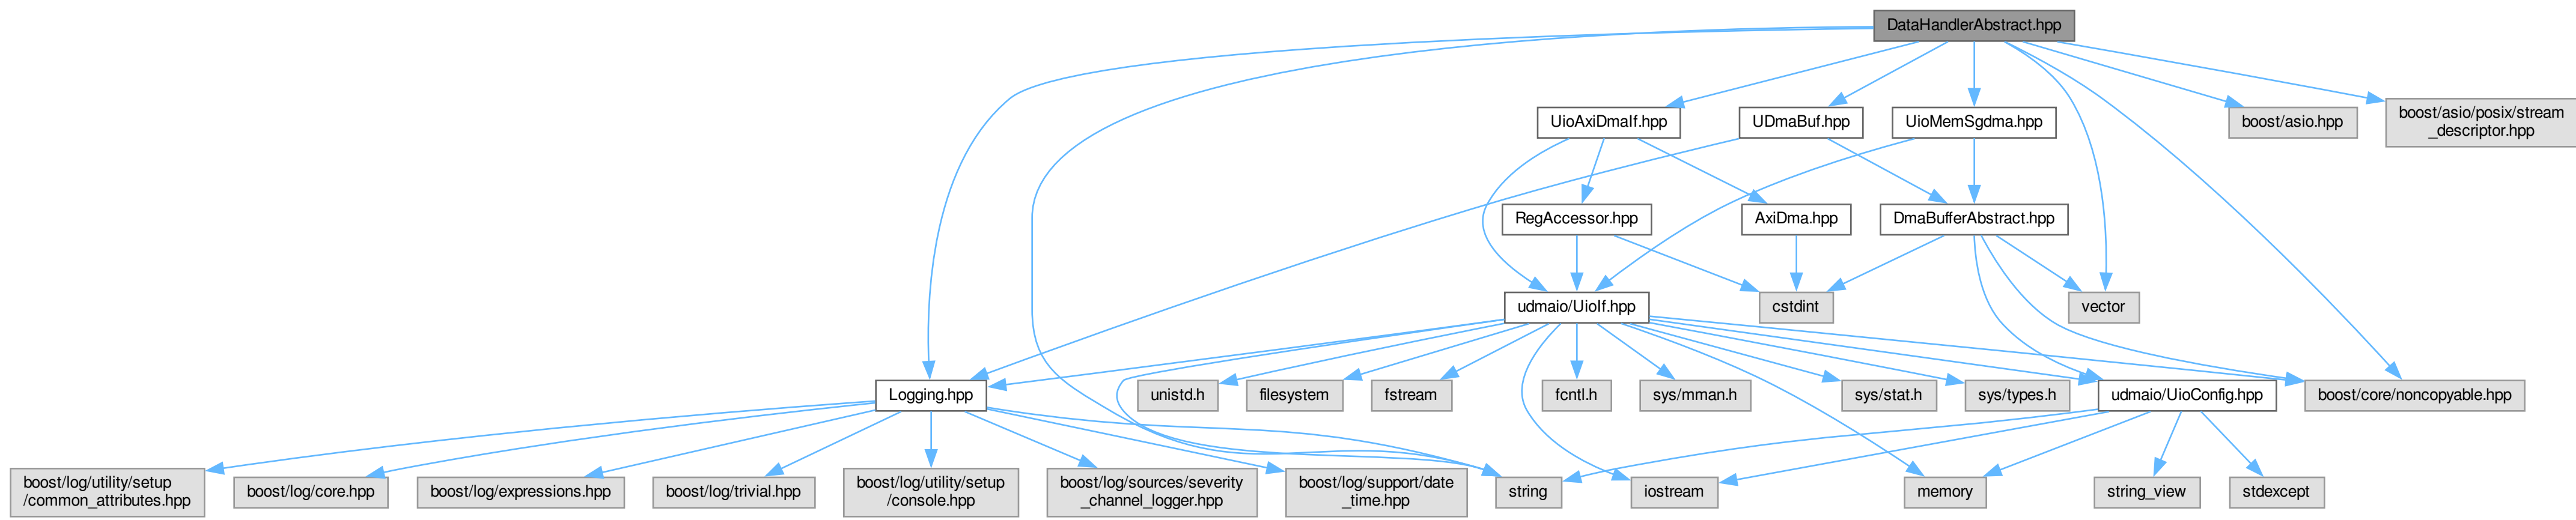 DataHandlerAbstract.hpp
UioAxiDmaIf.hpp
UDmaBuf.hpp
UioMemSgdma.hpp
boost/asio.hpp
boost/asio/posix/stream
_descriptor.hpp
RegAccessor.hpp
AxiDma.hpp
DmaBufferAbstract.hpp
udmaio/UioIf.hpp
cstdint
vector
Logging.hpp
unistd.h
filesystem
fstream
fcntl.h
sys/mman.h
sys/stat.h
sys/types.h
udmaio/UioConfig.hpp
boost/core/noncopyable.hpp
boost/log/utility/setup
/common_attributes.hpp
boost/log/core.hpp
boost/log/expressions.hpp
boost/log/trivial.hpp
boost/log/utility/setup
/console.hpp
boost/log/sources/severity
_channel_logger.hpp
boost/log/support/date
_time.hpp
string
iostream
memory
string_view
stdexcept